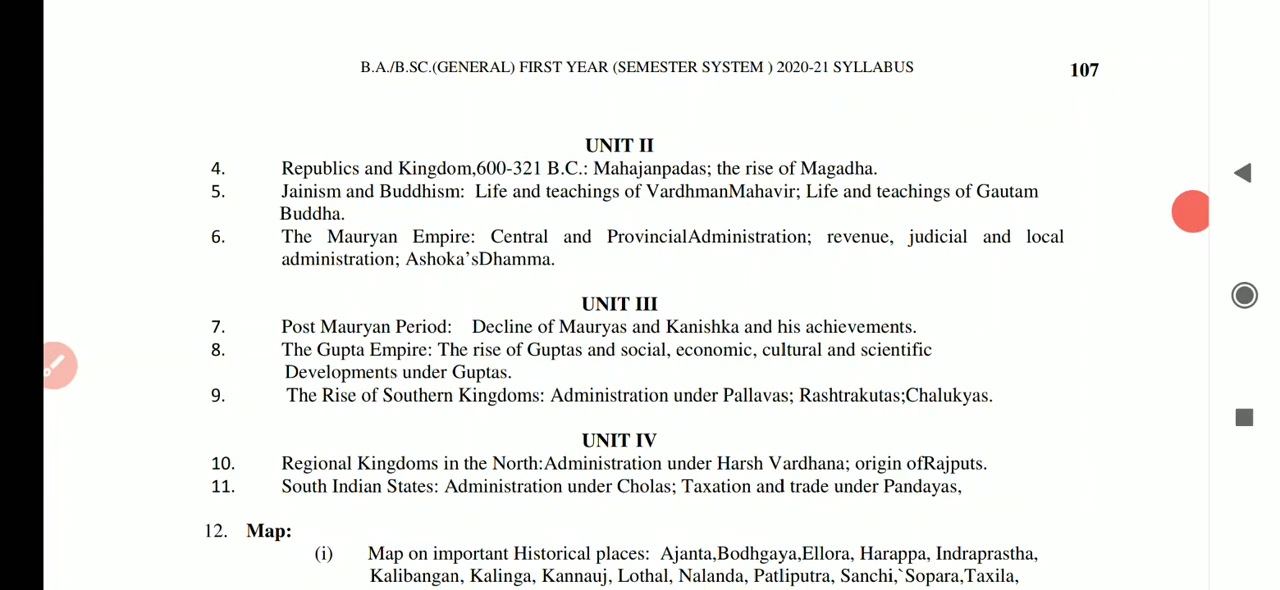 B.A./B.SC.(GENERAL) FIRST YEAR (SEMESTER SYSTEM ) 2020-21 SYLLABUS 107
UNIT II
4. Republics and Kingdom,600-321 B.C.: Mahajanpadas; the rise of Magadha.
5. Jainism and Buddhism: Life and teachings of VardhmanMahavir; Life and teachings of Gautam
Buddha.
6. The Mauryan Empire: Central and ProvincialAdministration; revenue, judicial and local
administration; Ashoka’sDhamma.
UNIT III
7. Post Mauryan Period: Decline of Mauryas and Kanishka and his achievements.
8. The Gupta Empire: The rise of Guptas and social, economic, cultural and scientific
Developments under Guptas.
9. The Rise of Southern Kingdoms: Administration under Pallavas; Rashtrakutas;Chalukyas.
UNIT IV
10. Regional Kingdoms in the North:Administration under Harsh Vardhana; origin ofRajputs.
11. South Indian States: Administration under Cholas; Taxation and trade under Pandayas,
12. Map:
(i) Map on important Historical places: Ajanta,Bodhgaya,Ellora, Harappa, Indraprastha,
Kalibangan, Kalinga, Kannauj, Lothal, Nalanda, Patliputra, Sanchi,`Sopara,Taxila,